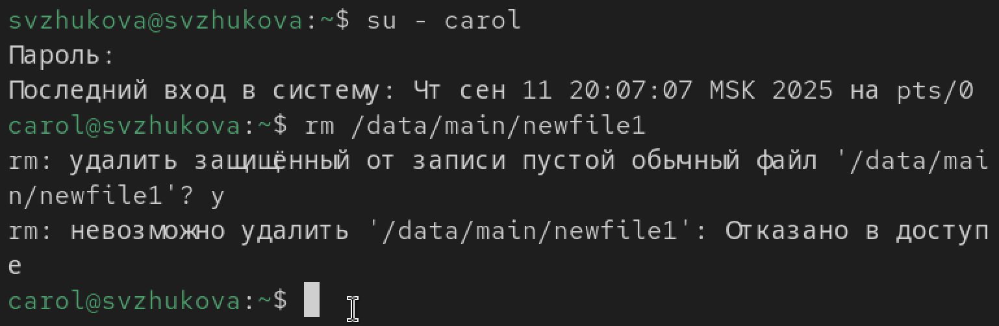 svzhukova@svzhukova:~$ su - carol
Пароль:
Последний вход в систему: Чт сен 11 20:07:07 MSK 2025 на pts/0
carol@svzhukova:~$ rm /data/main/newfile1
rm: удалить защищённый от записи пустой обычный файл '/data/mai
n/newfile1'? y
rm: невозможно удалить '/data/main/newfile1': Отказано в доступ
е
carol@svzhukova:~$